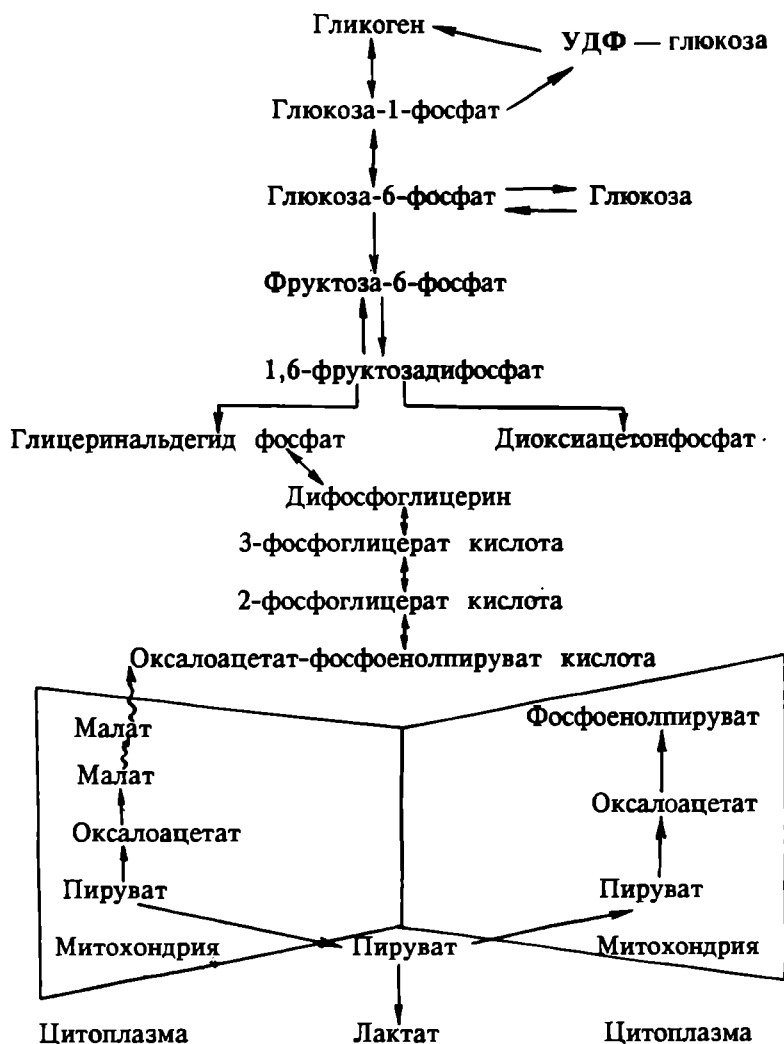 Гликоген
УДФ — глюкоза
Глюкоза-1-фосфат
Глюкоза-6-фосфат
Глюкоза
Фруктоза-6-фосфат
1,6-фруктозадифосфат
Глицеринальдегид фосфат
Диоксиацетонфосфат
Дифосфоглицерин
3-фосфоглицерат кислота
2-фосфоглицерат кислота
Оксалоацетат-фосфоенолпируват кислота
Малат
Фосфоенолпируват
Малат
Оксалоацетат
Оксалоацетат
Пируват
Пируват
Митохондрия
Пируват
Митохондрия
Цитоплазма
Лактат
Цитоплазма